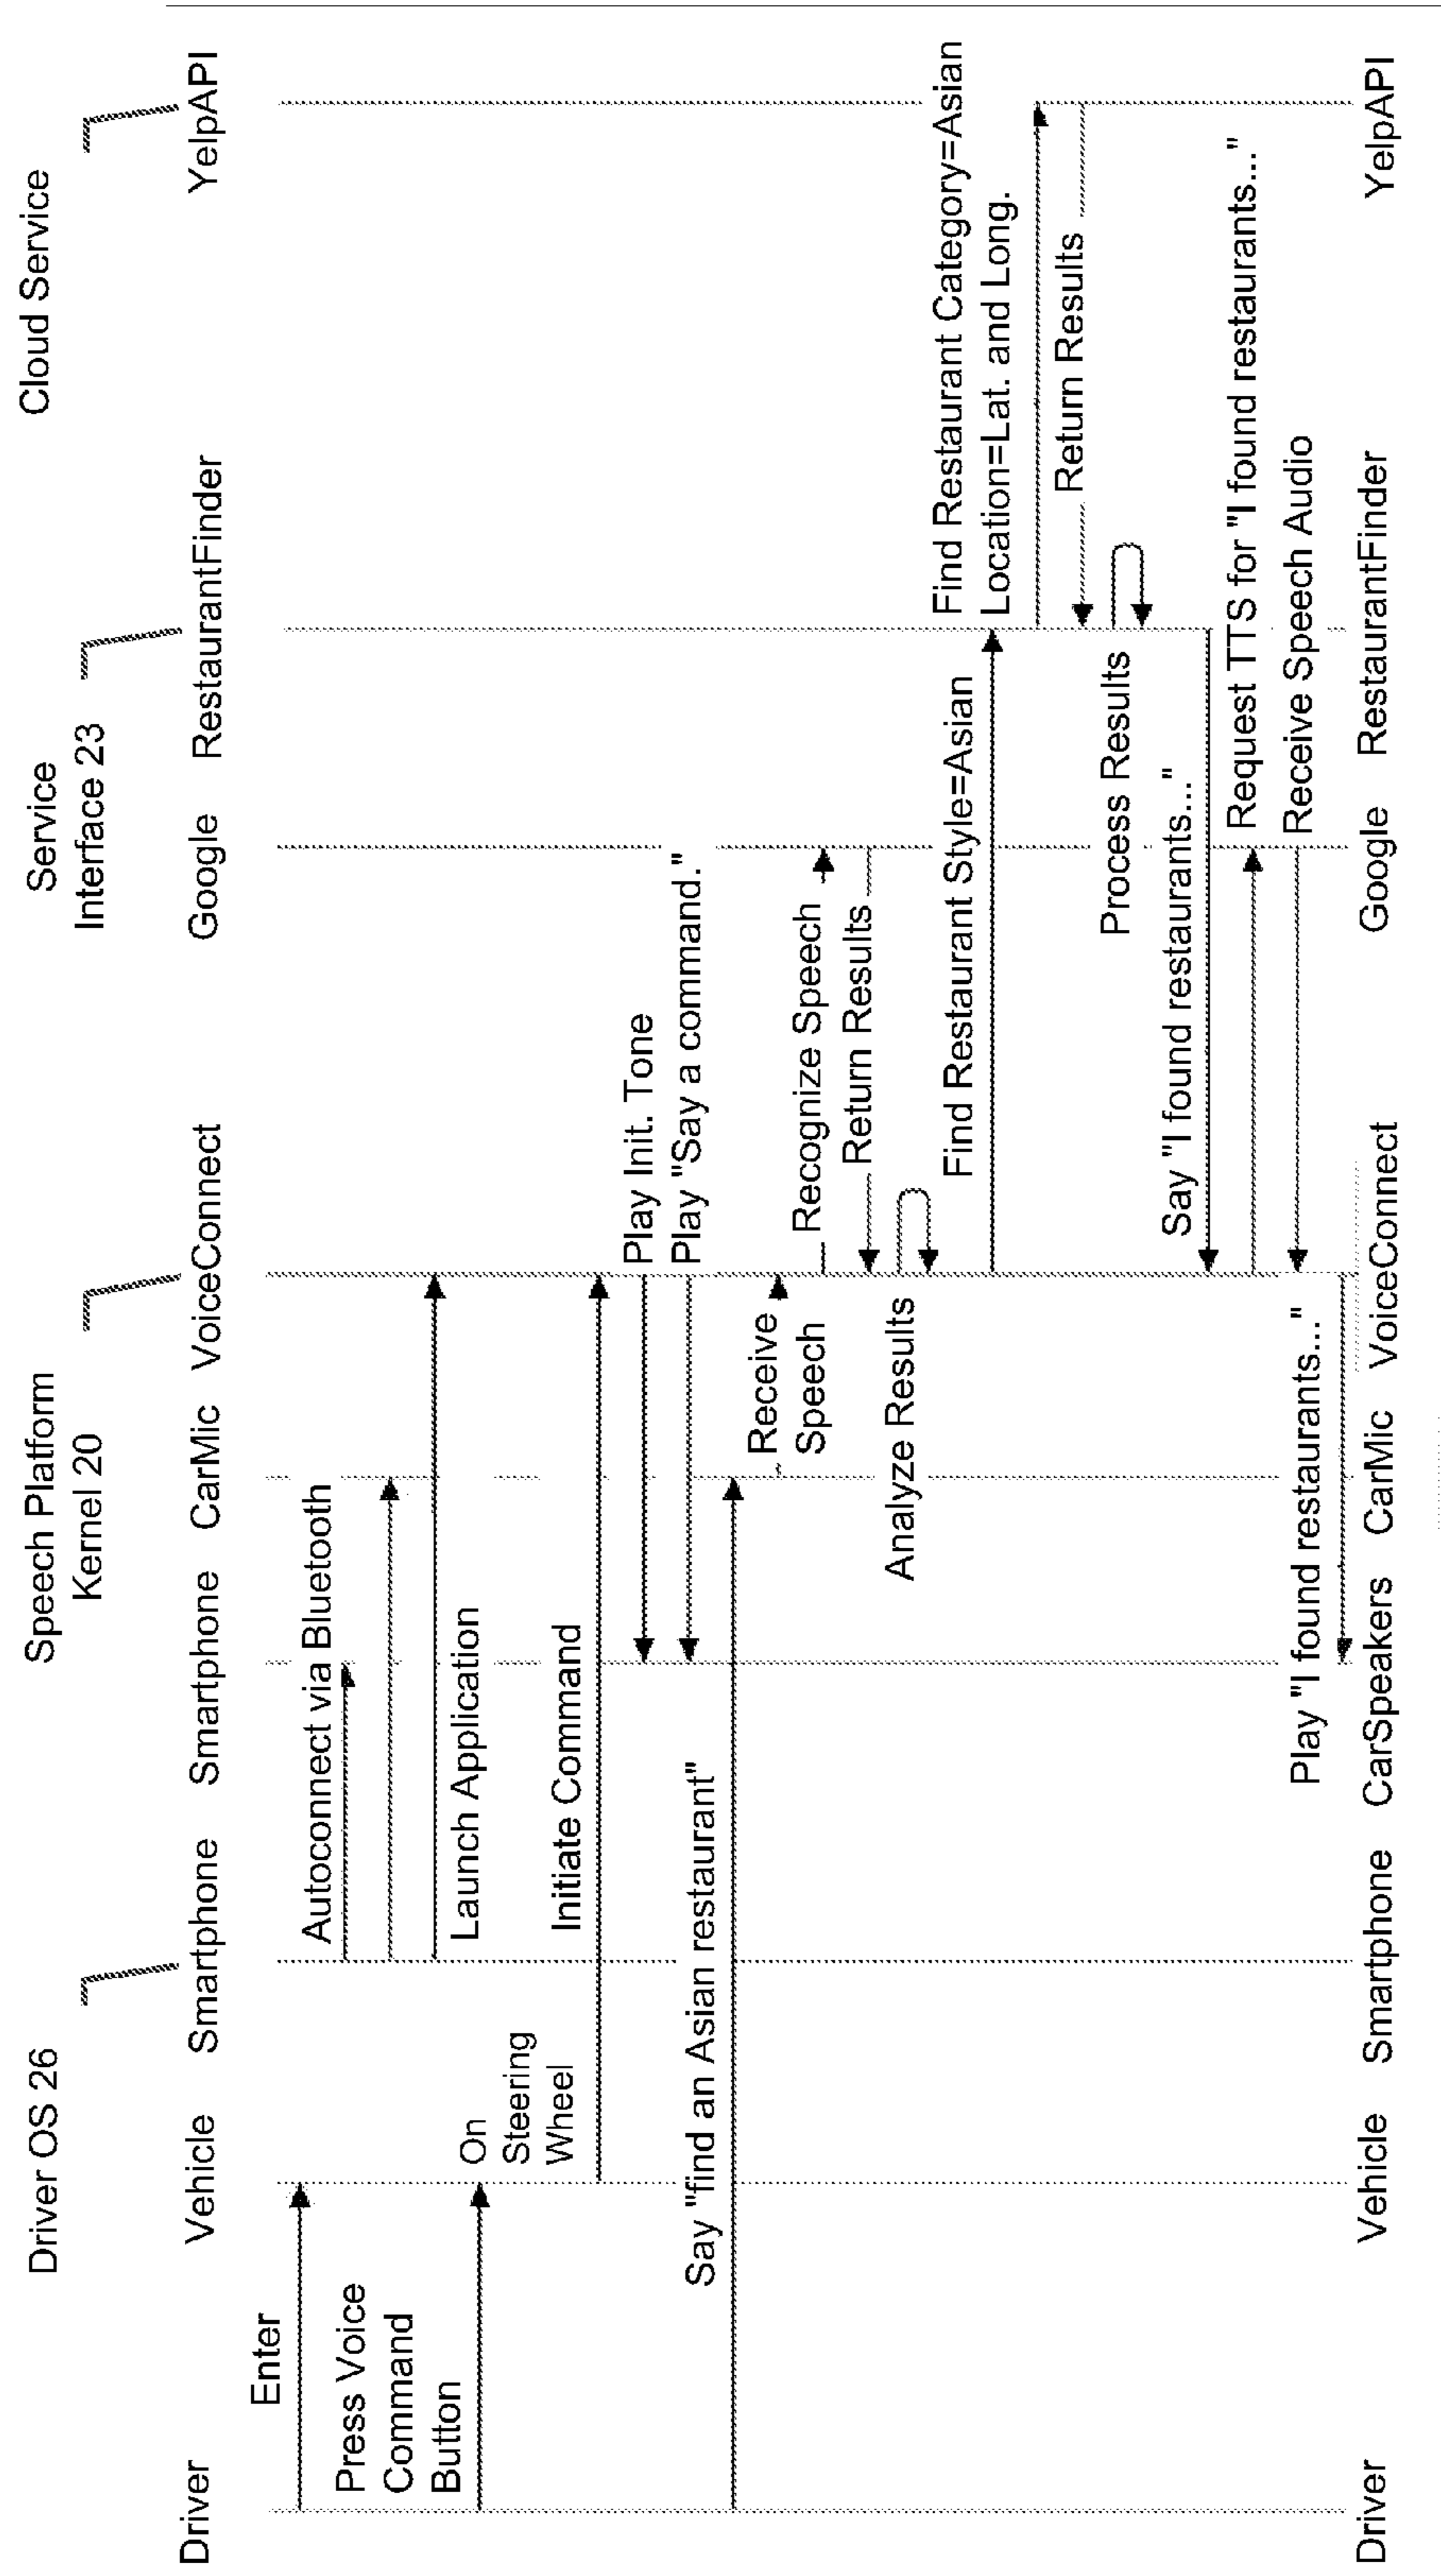 Driver OS 26
Speech Platform
Kernel 20
Service
Interface 23
Cloud Service
Driver
Vehicle
Smartphone
Smartphone
CarMic
VoiceConnect
Google
RestaurantFinder
YelpAPI
Enter
Autoconnect via Bluetooth
Press Voice
Command
Button
Launch Application
On
Steering
Wheel
Initiate Command
Play Init. Tone
Play "Say a command."
Say "find an Asian restaurant"
Receive
Speech
Recognize Speech
Return Results
Analyze Results
Find Restaurant Style=Asian
Find Restaurant Category=Asian
Location=Lat. and Long.
Return Results
Process Results
Say "I found restaurants..."
Request TTS for "I found restaurants..."
Receive Speech Audio
Play "I found restaurants..."
Driver
Vehicle
Smartphone
CarSpeakers
CarMic
VoiceConnect
Google
RestaurantFinder
YelpAPI